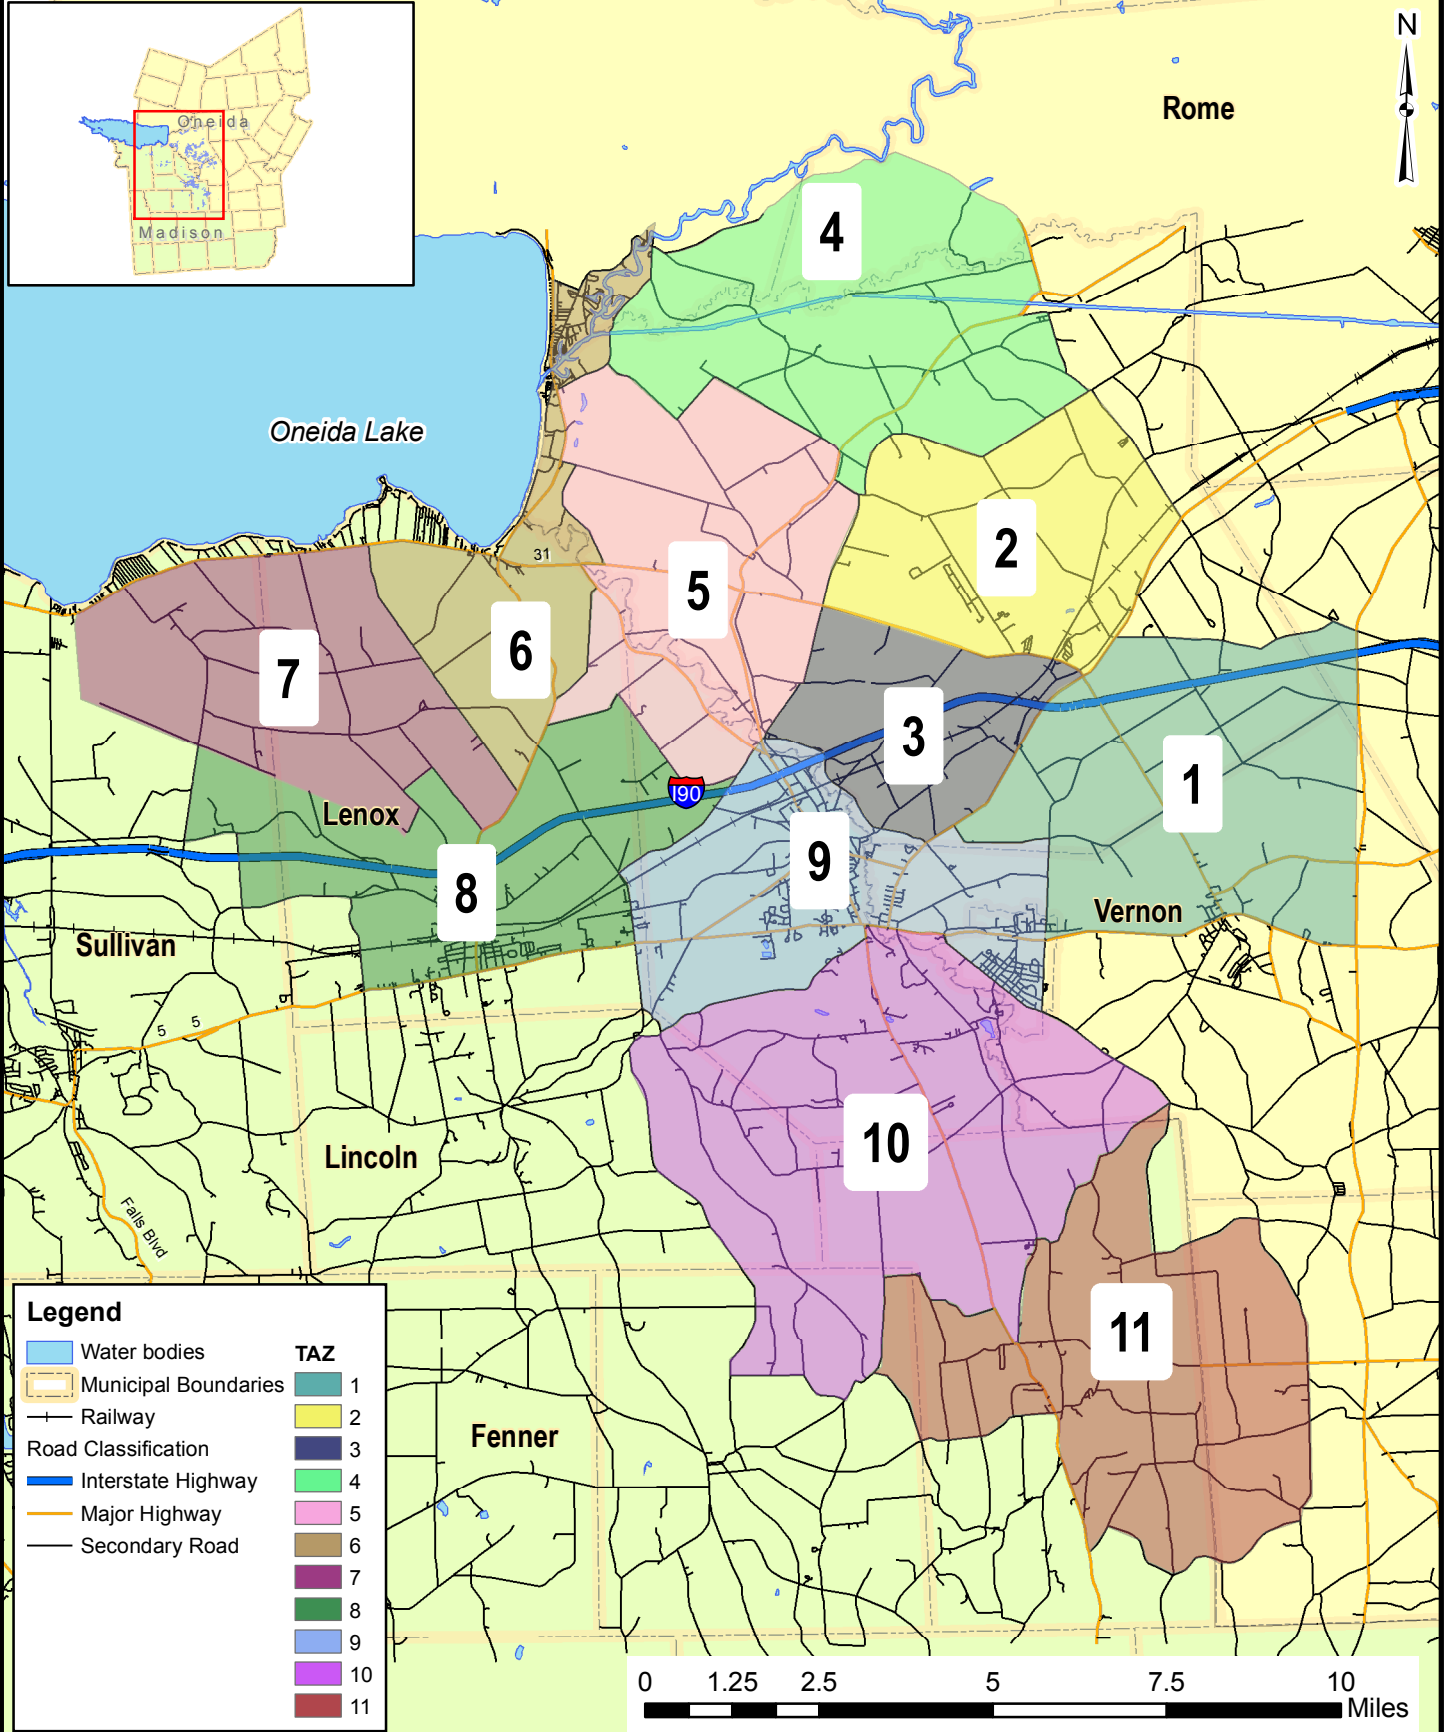 N
Oneida
Madison
Rome
4
Oneida Lake
2
31
5
6
7
3
1
I90
Lenox
9
8
Vernon
Sullivan
5 5
10
Lincoln
Falls Blvd
11
Fenner
Legend
Water bodies
Municipal Boundaries
Railway
Road Classification
Interstate Highway
Major Highway
Secondary Road
TAZ
1
2
3
4
5
6
7
8
9
10
11
0 1.25 2.5 5 7.5 10
Miles